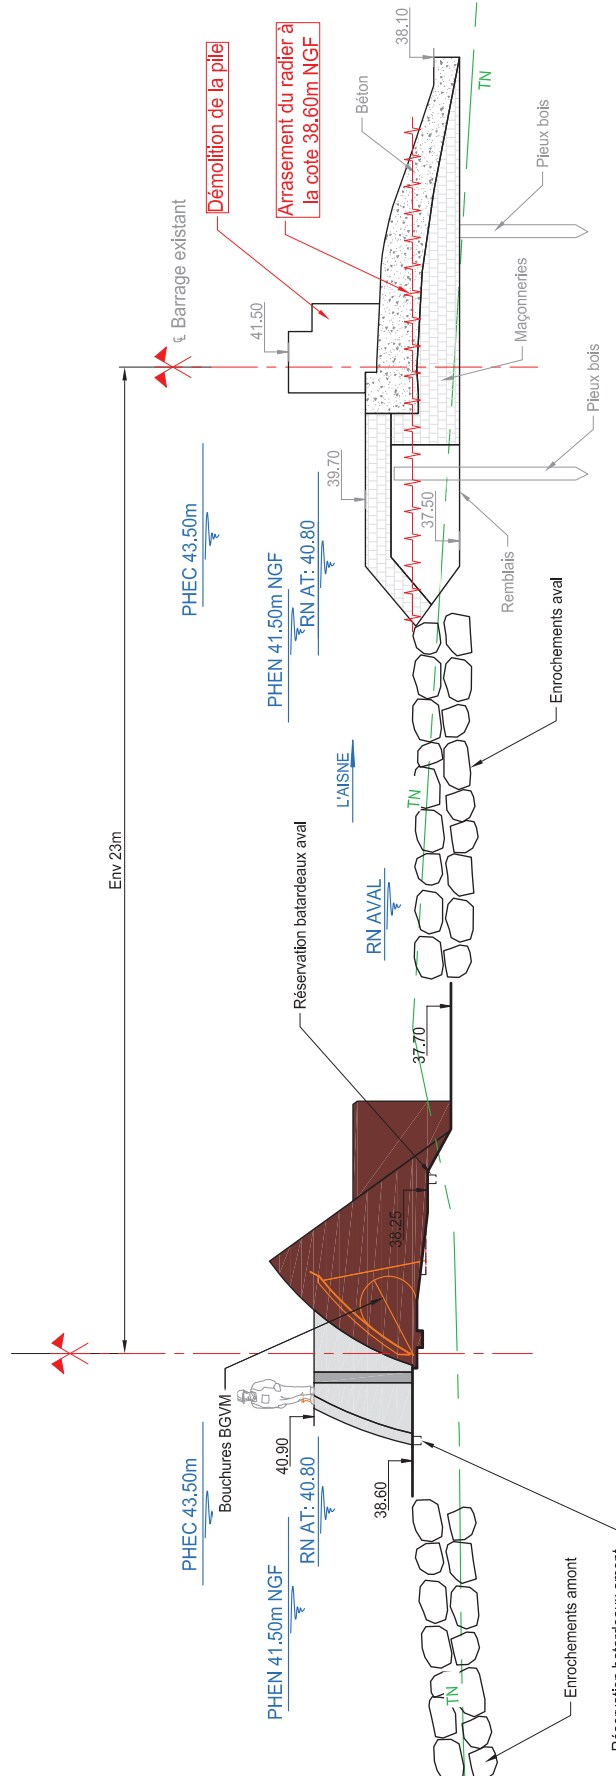 PHEC 43.50m
PHEN 41.50m NGF
RN AT: 40.80
Bouchures BGVM
40.90
38.60
TN
Enrochements amont
Env 23m
Réservation batardeaux aval
38.25
37.70
RN AVAL
L'AISNE
TN
Enrochements aval
PHEC 43.50m
PHEN 41.50m NGF
RN AT: 40.80
39.70
37.50
Remblais
Pieux bois
Maçonneries
Pieux bois
℄ Barrage existant
41.50
Démolition de la pile
Arrasement du radier à
la cote 38.60m NGF
Béton
38.10
TN